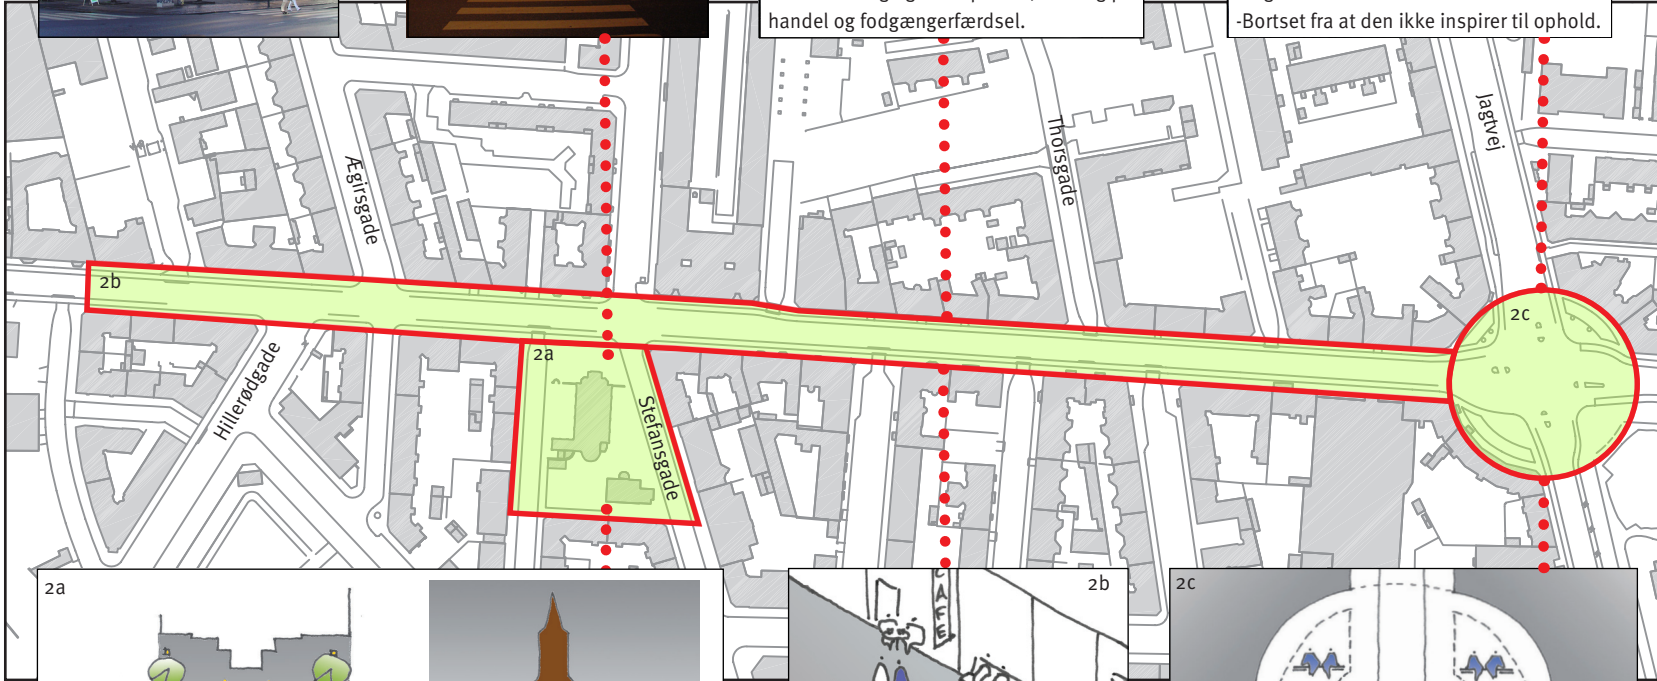 handel og fodgængerfærdsel.
-Bortset fra at den ikke inspirer til ophold.
Jagtvej
Thorsgade
Ægirsgade
2b
2c
2a
Hillerødgade
Stefansgade
2a
2b
2c
CAFE